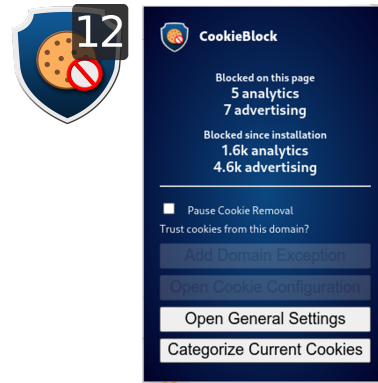 12
CookieBlock
Blocked on this page
5 analytics
7 advertising
Blocked since installation
1.6k analytics
4.6k advertising
Pause Cookie Removal
Trust cookies from this domain?
Add Domain Exception
Open Cookie Configuration
Open General Settings
Categorize Current Cookies